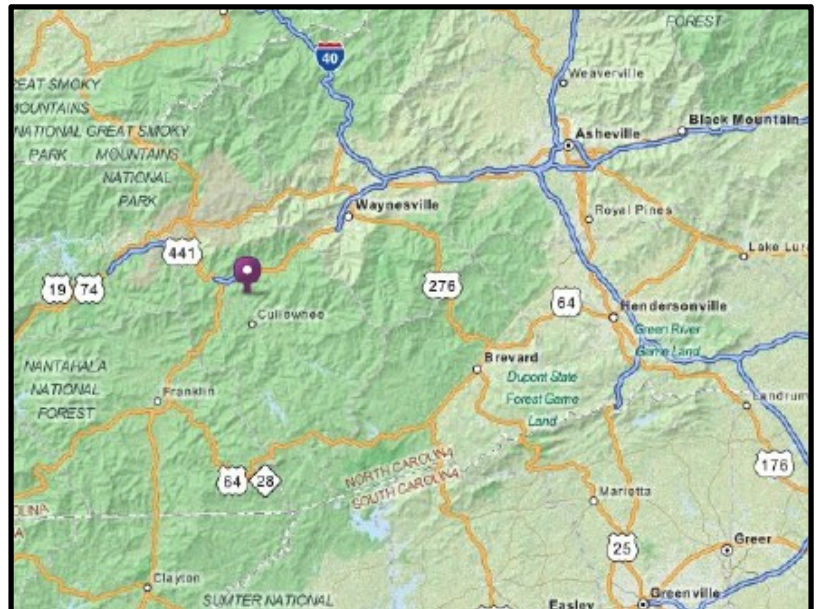 FOREST
40
Weaverville
EAT SMOKY
MOUNTAINS
NATIONAL
PARK
GREAT SMOKY
MOUNTAINS
NATIONAL
PARK
Black Mountain
Asheville
Waynesville
Royal Pines
441
Lake Lur
19 74
276
64
Hendersonville
Cullowhee
Green River
Game Land
Brevard
NANTAHALA
NATIONAL
FOREST
Dupont State
Forest Game
Land
Franklin
Landrum
NORTH CAROLINA
SOUTH CAROLINA
64 28
176
Marietta
OLINA
25
Greer
Clayton
SUMTER NATIONAL
Easley
Greenville